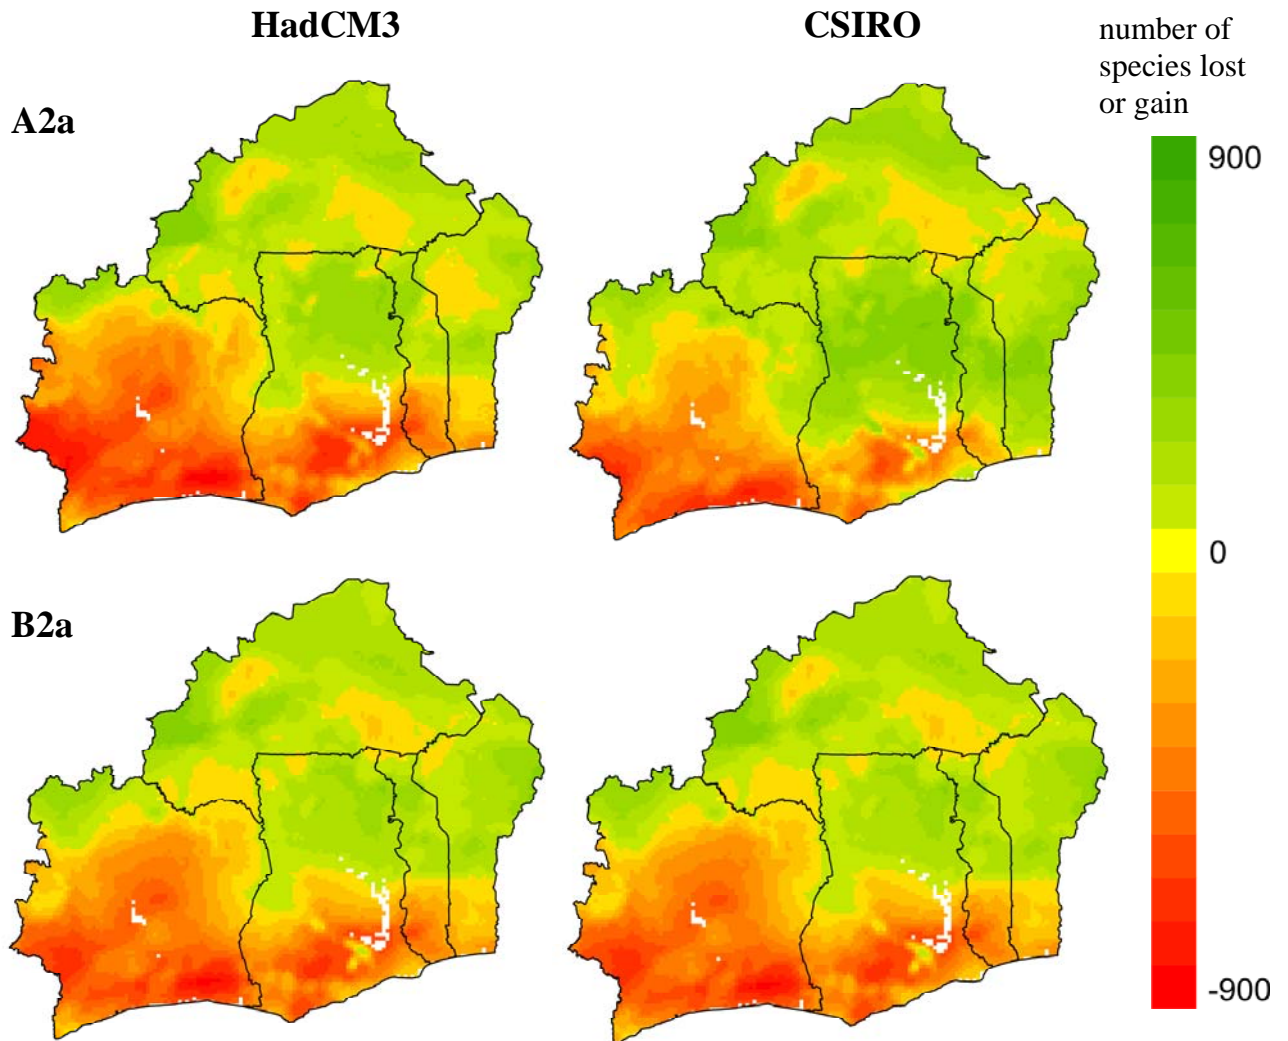 HadCM3
CSIRO
number of
species lost
or gain
A2a
900
0
B2a
-900